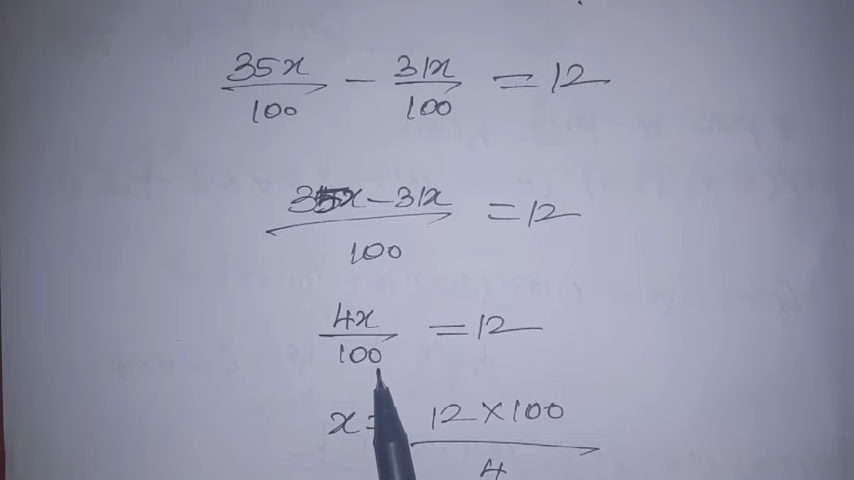 35x/100 - 31x/100 = 12
35x - 31x/100 = 12
4x/100 = 12
x = 12 × 100/4